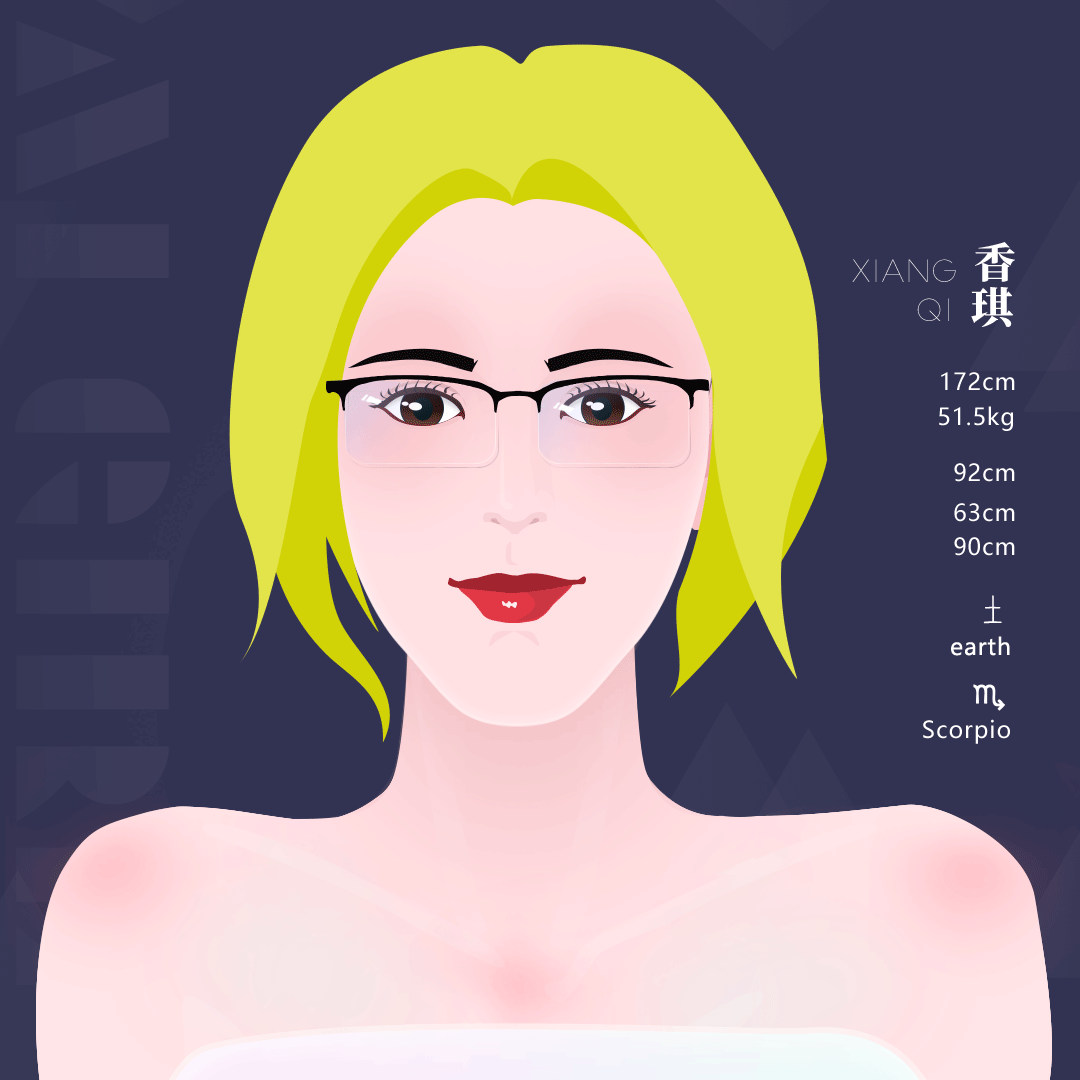 香琪
XIANG
QI
172cm
51.5kg
92cm
63cm
90cm
土
earth
♏
Scorpio